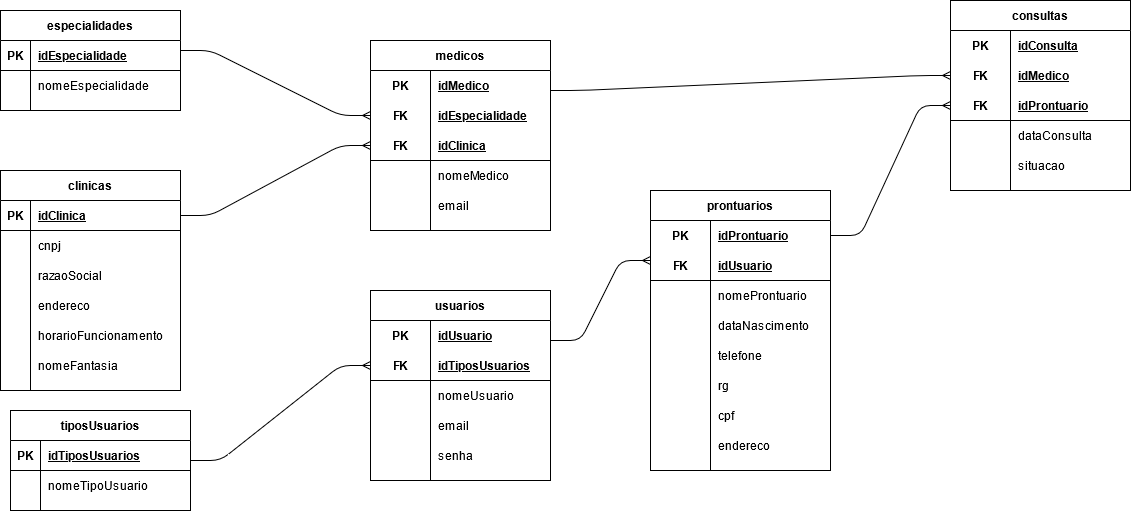 especialidades
PK idEspecialidade
nomeEspecialidade
clinicas
PK idClinica
cnpj
razaoSocial
endereco
horarioFuncionamento
nomeFantasia
tiposUsuarios
PK idTiposUsuarios
nomeTipoUsuario
medicos
PK idMedico
FK idEspecialidade
FK idClinica
nomeMedico
email
usuarios
PK idUsuario
FK idTiposUsuarios
nomeUsuario
email
senha
prontuarios
PK idProntuario
FK idUsuario
nomeProntuario
dataNascimento
telefone
rg
cpf
endereco
consultas
PK idConsulta
FK idMedico
FK idProntuario
dataConsulta
situacao